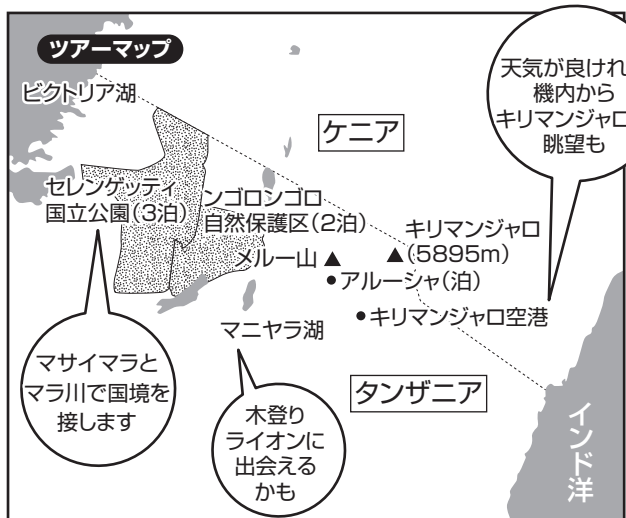 ツアーマップ
ビクトリア湖
ケニア
天気が良けれ
機内から
キリマンジャロ
眺望も
セレンゲッティ
国立公園(3泊)
ンゴロンゴロ
自然保護区(2泊)
キリマンジャロ
▲(5895m)
メルー山▲
●アルーシャ(泊)
●キリマンジャロ空港
マニヤラ湖
マサイマラと
マラ川で国境を
接します
木登り
ライオンに
出会える
かも
タンザニア
インド洋